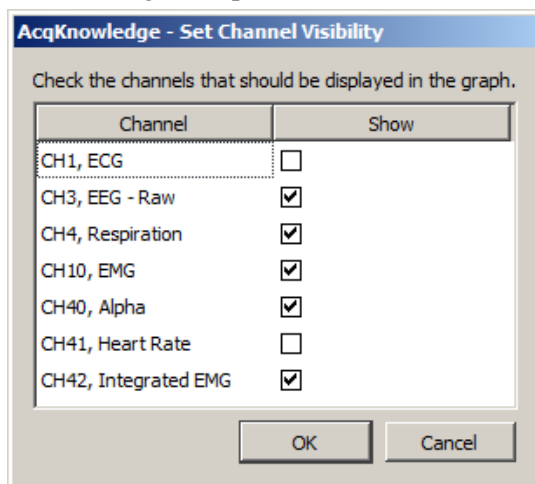 AcqKnowledge - Set Channel Visibility
Check the channels that should be displayed in the graph.
Channel Show
CH1, ECG
CH3, EEG - Raw
CH4, Respiration
CH10, EMG
CH40, Alpha
CH41, Heart Rate
CH42, Integrated EMG
OK Cancel